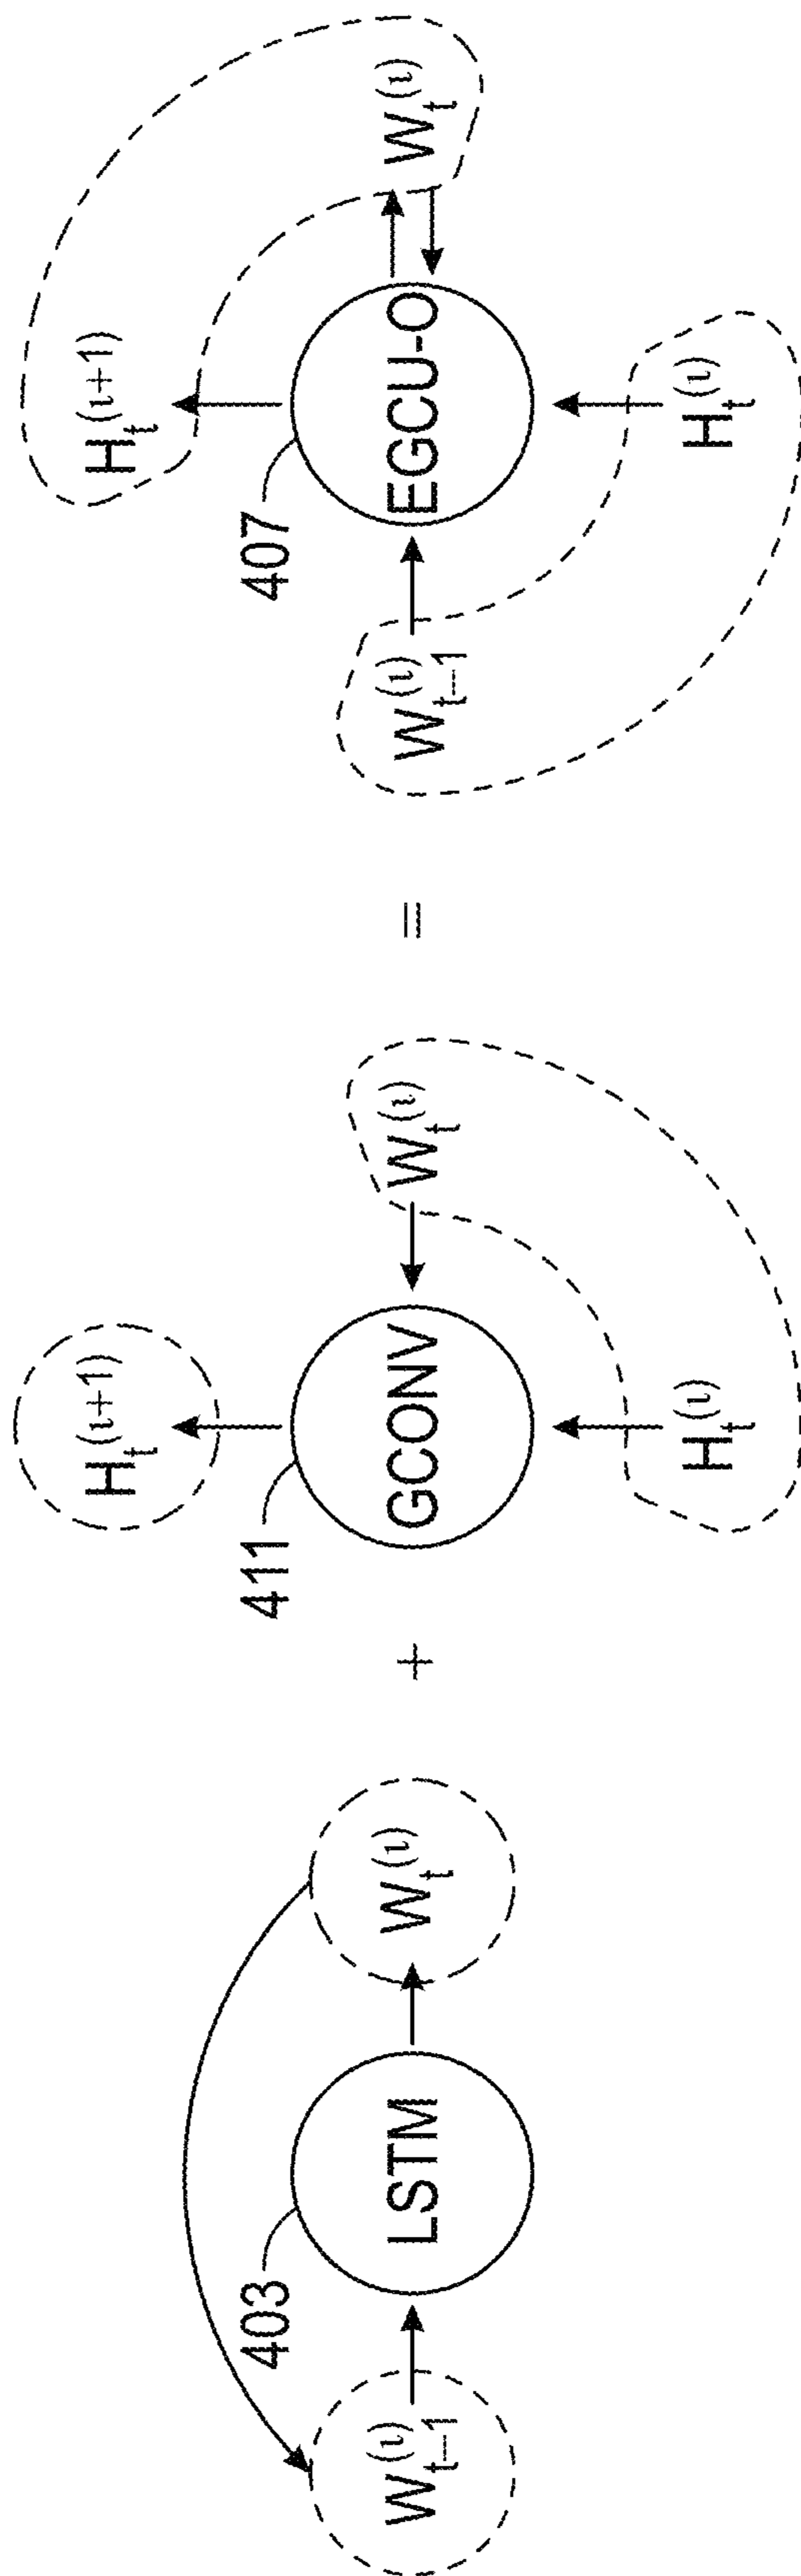 403
W_{t-1}^{(l)}
LSTM
W_t^{(l)}
+
411
H_t^{(l+1)}
GCONV
W_t^{(l)}
H_t^{(l)}
=
407
H_t^{(l+1)}
W_{t-1}^{(l)}
EGCU-O
W_t^{(l)}
H_t^{(l)}